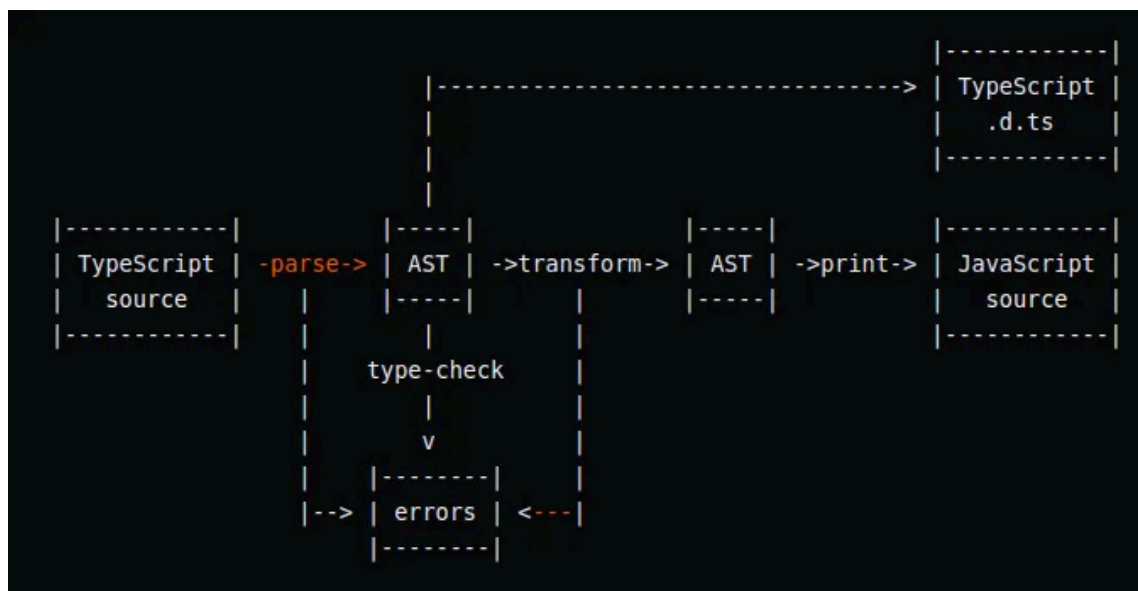 |------------|
|----------------------------------> | TypeScript |
| | .d.ts |
| |------------|
|
|------------| |-----| |-----| |------------|
| TypeScript | -parse-> | AST | ->transform-> | AST | ->print-> | JavaScript |
| source | | |-----| | |-----| | source |
|------------| | | | |------------|
| type-check |
| | |
| v |
| |--------| |
|--> | errors | <---|
|--------|